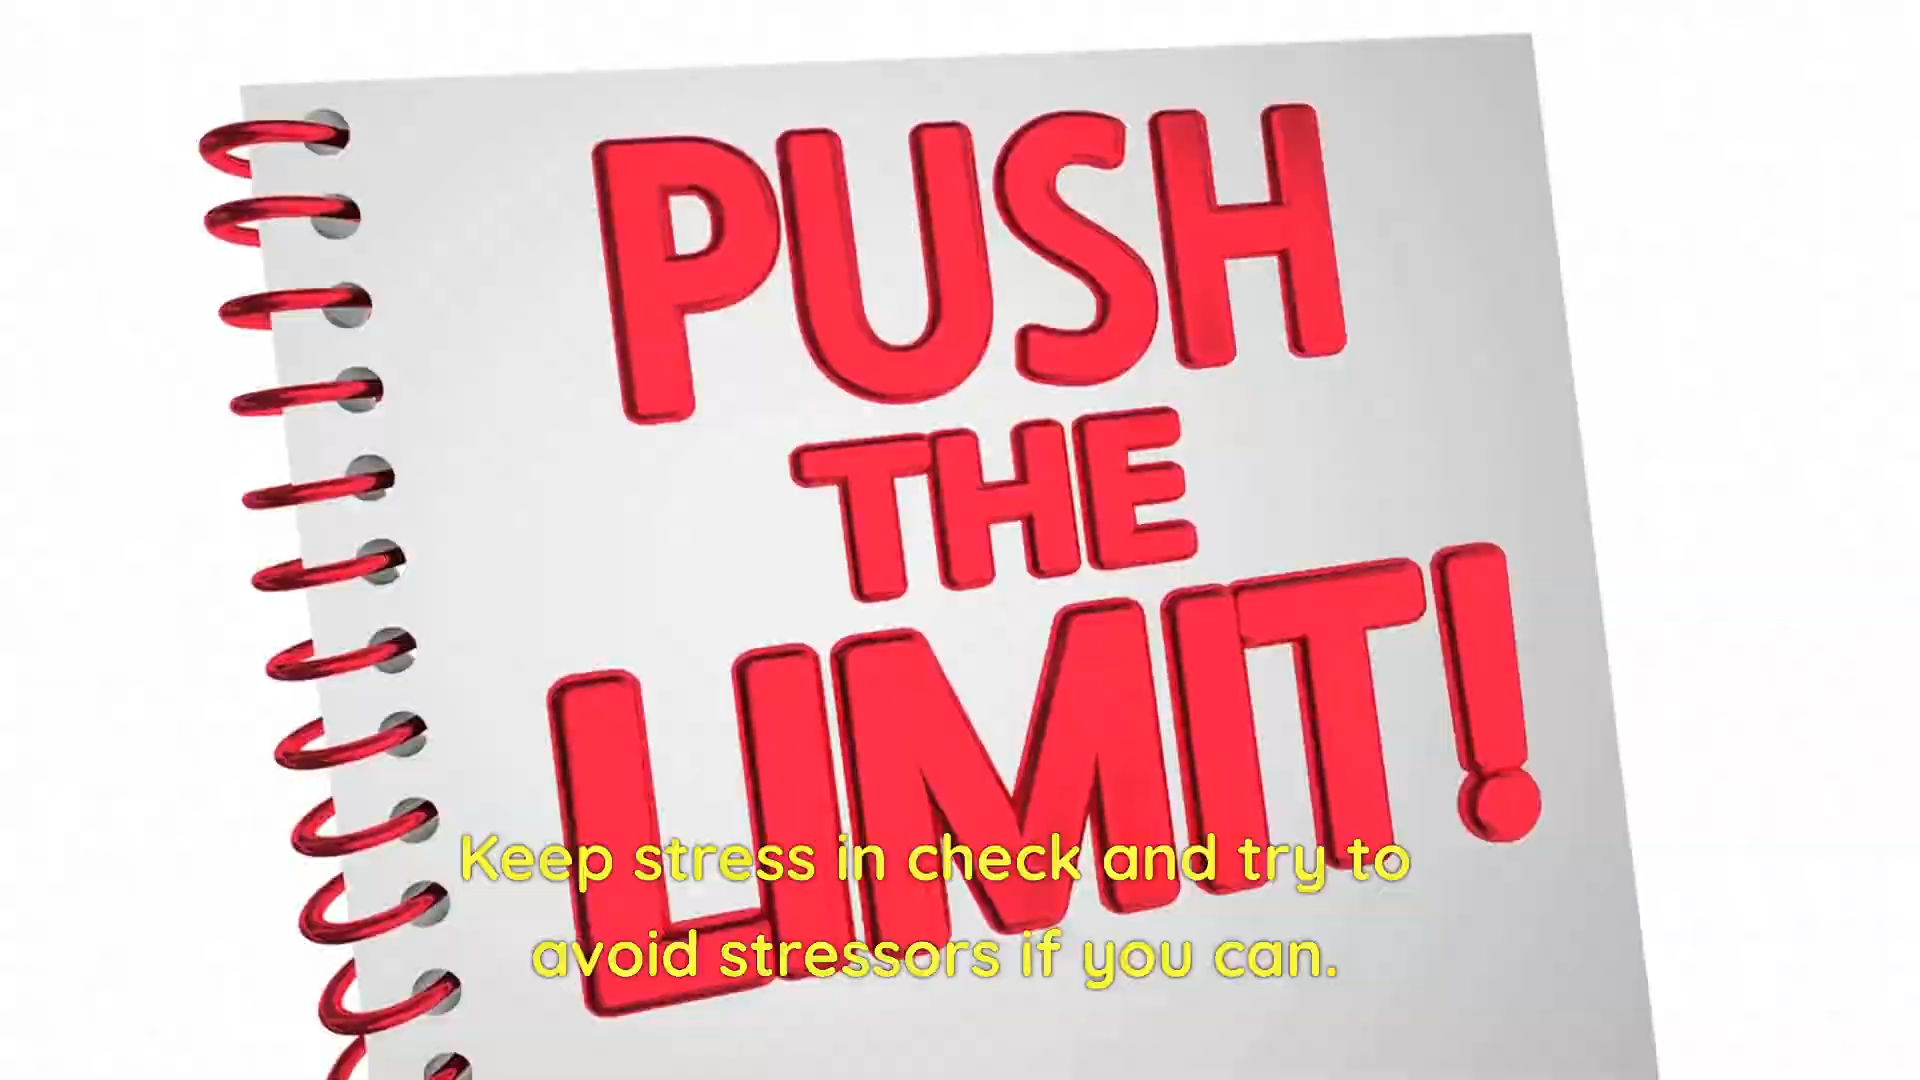 PUSH
THE
LIMIT!
Keep stress in check and try to
avoid stressors if you can.